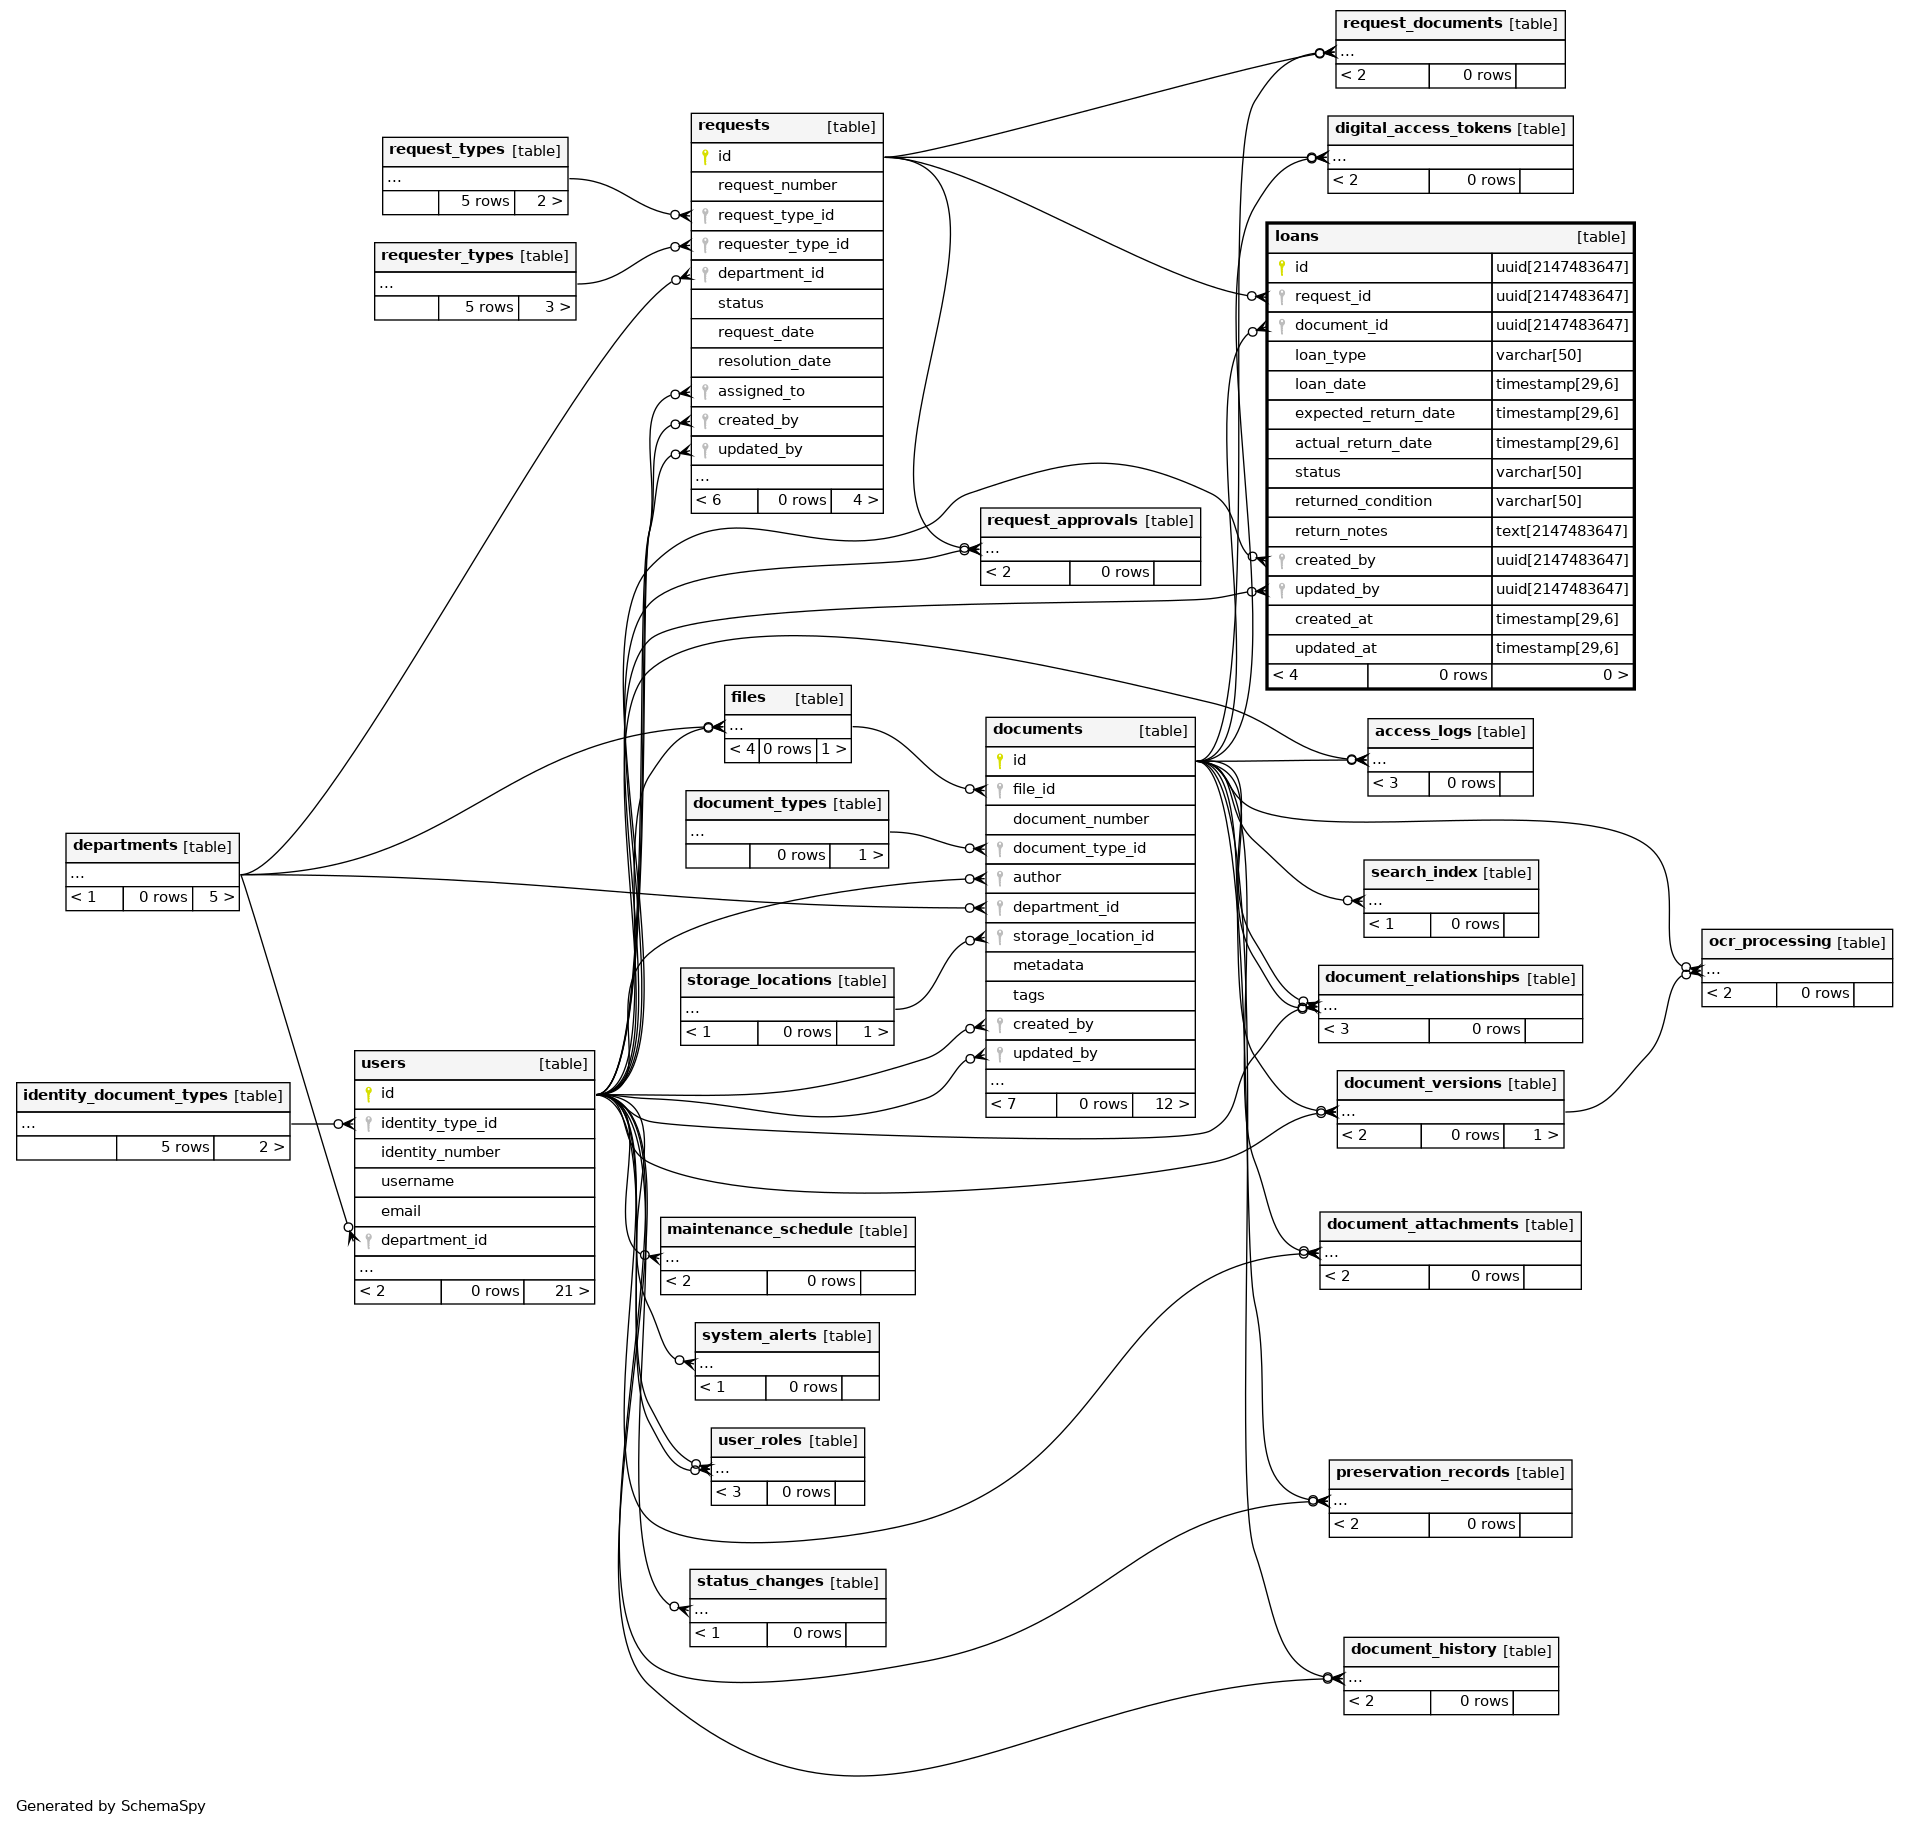 request_documents [table]
...
< 2 0 rows
digital_access_tokens [table]
...
< 2 0 rows
requests [table]
id
request_number
request_type_id
requester_type_id
department_id
status
request_date
resolution_date
assigned_to
created_by
updated_by
...
< 6 0 rows 4 >
request_types [table]
...
5 rows 2 >
requester_types [table]
...
5 rows 3 >
loans [table]
id uuid[2147483647]
request_id uuid[2147483647]
document_id uuid[2147483647]
loan_type varchar[50]
loan_date timestamp[29,6]
expected_return_date timestamp[29,6]
actual_return_date timestamp[29,6]
status varchar[50]
returned_condition varchar[50]
return_notes text[2147483647]
created_by uuid[2147483647]
updated_by uuid[2147483647]
created_at timestamp[29,6]
updated_at timestamp[29,6]
< 4 0 rows 0 >
request_approvals [table]
...
< 2 0 rows
files [table]
...
< 4 0 rows 1 >
documents [table]
id
file_id
document_number
document_type_id
author
department_id
storage_location_id
metadata
tags
created_by
updated_by
...
< 7 0 rows 12 >
access_logs [table]
...
< 3 0 rows
document_types [table]
...
0 rows 1 >
departments [table]
...
< 1 0 rows 5 >
search_index [table]
...
< 1 0 rows
ocr_processing [table]
...
< 2 0 rows
storage_locations [table]
...
< 1 0 rows 1 >
document_relationships [table]
...
< 3 0 rows
users [table]
id
identity_type_id
identity_number
username
email
department_id
...
< 2 0 rows 21 >
identity_document_types [table]
...
5 rows 2 >
document_versions [table]
...
< 2 0 rows 1 >
maintenance_schedule [table]
...
< 2 0 rows
document_attachments [table]
...
< 2 0 rows
system_alerts [table]
...
< 1 0 rows
user_roles [table]
...
< 3 0 rows
preservation_records [table]
...
< 2 0 rows
status_changes [table]
...
< 1 0 rows
document_history [table]
...
< 2 0 rows
Generated by SchemaSpy